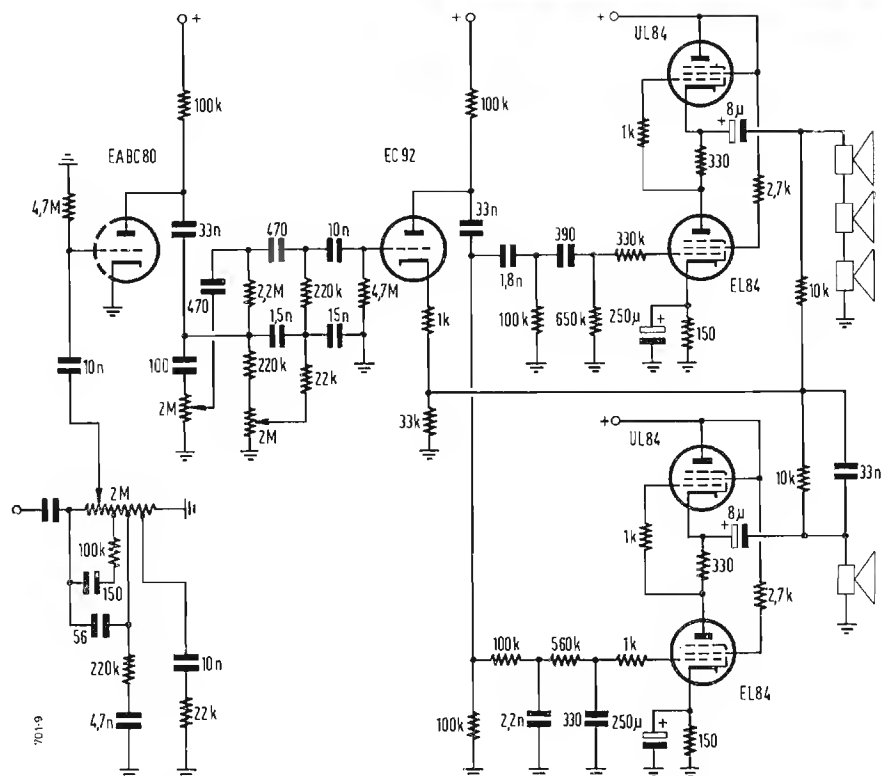 +
100k
EABC80
4,7M
33n
10n
470
470
10n
2,2M
220k
4,7M
1,5n
15n
100
220k
22k
2M
2M
2M
100k
150
56
220k
10n
4,7n
22k
701-9
+
100k
EC 92
33n
1k
33k
1,8n
390
330k
100k
650k
250μ
+
150
+
UL84
1k
+
8μ
330
2,7k
EL84
10k
+
UL84
10k
33n
1k
+
8μ
330
2,7k
100k
560k
1k
EL84
100k
2,2n
330
250μ
+
150